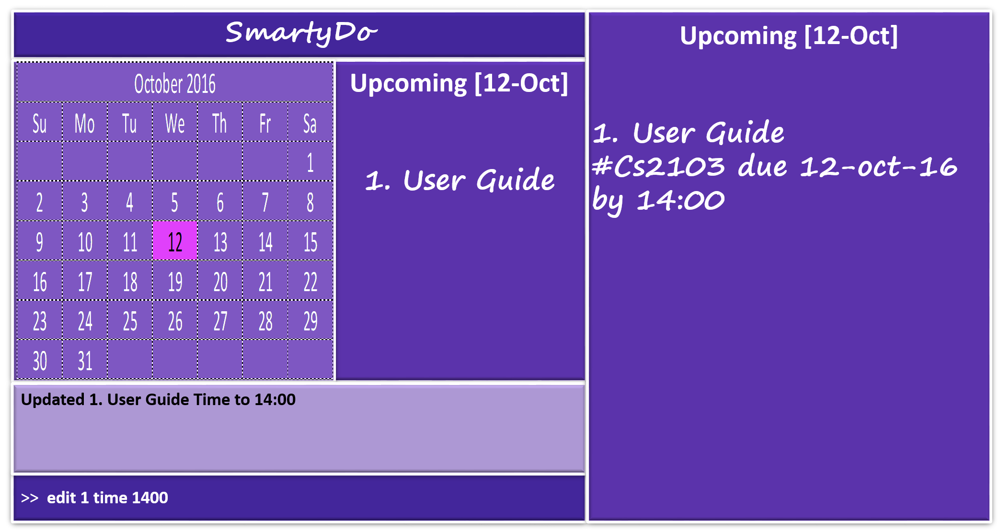 SmartyDo
October 2016
Su Mo Tu We Th Fr Sa
1
2 3 4 5 6 7 8
9 10 11 12 13 14 15
16 17 18 19 20 21 22
23 24 25 26 27 28 29
30 31
Upcoming [12-Oct]
1. User Guide
Updated 1. User Guide Time to 14:00
>> edit 1 time 1400
Upcoming [12-Oct]
1. User Guide
#Cs2103 due 12-oct-16
by 14:00